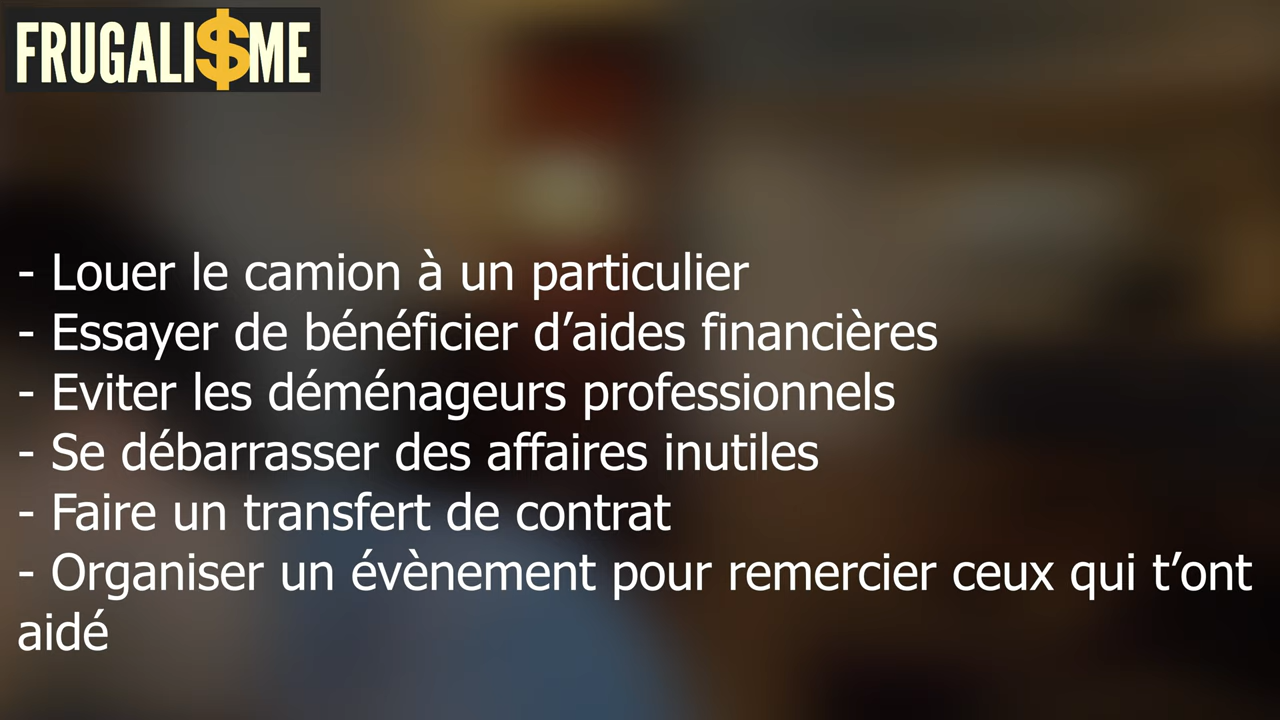 FRUGALI$ME
- Louer le camion à un particulier
- Essayer de bénéficier d’aides financières
- Eviter les déménageurs professionnels
- Se débarrasser des affaires inutiles
- Faire un transfert de contrat
- Organiser un évènement pour remercier ceux qui t’ont
aidé